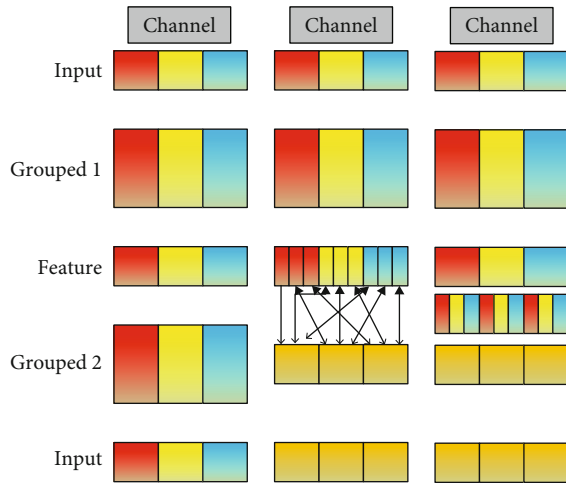 Channel Channel Channel
Input
Grouped 1
Feature
Grouped 2
Input